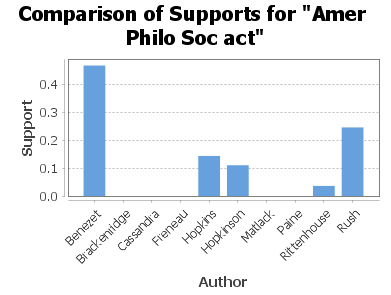 Comparison of Supports for "Amer
Philo Soc act"
Support
0.4
0.3
0.2
0.1
0.0
Benezet
Brackenridge
Cassandra
Freneau
Hopkins
Hopkinson
Matlack
Paine
Rittenhouse
Rush
Author